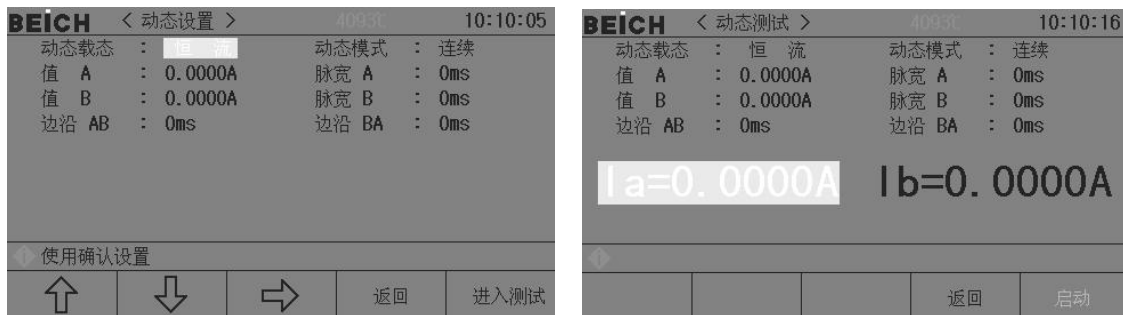 BEICH < 动态设置 > 4093℃ 10:10:05
动态载态 : 恒 流 动态模式 : 连续
值 A : 0.0000A 脉宽 A : 0ms
值 B : 0.0000A 脉宽 B : 0ms
边沿 AB : 0ms 边沿 BA : 0ms
使用确认设置
返回 进入测试
BEICH < 动态测试 > 4093℃ 10:10:16
动态载态 : 恒 流 动态模式 : 连续
值 A : 0.0000A 脉宽 A : 0ms
值 B : 0.0000A 脉宽 B : 0ms
边沿 AB : 0ms 边沿 BA : 0ms
Ia=0.0000A Ib=0.0000A
返回 启动